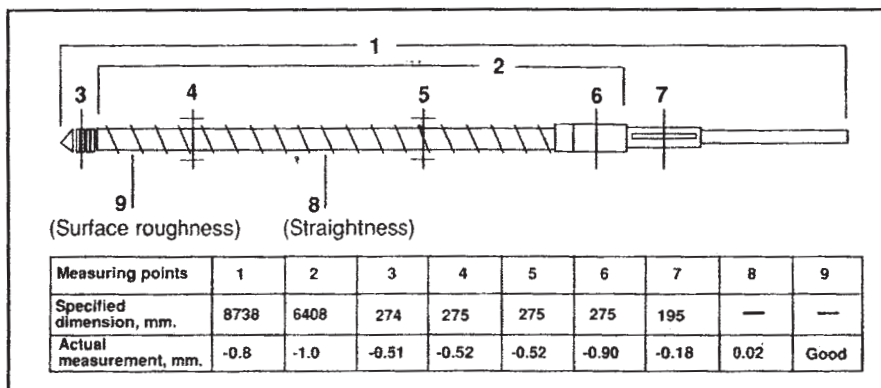 1
2
3 4 5 6 7
9 8
(Surface roughness) (Straightness)
Measuring points 1 2 3 4 5 6 7 8 9
Specified
dimension, mm. 8738 6408 274 275 275 275 195 — —
Actual
measurement, mm. -0.8 -1.0 -0.51 -0.52 -0.52 -0.90 -0.18 0.02 Good